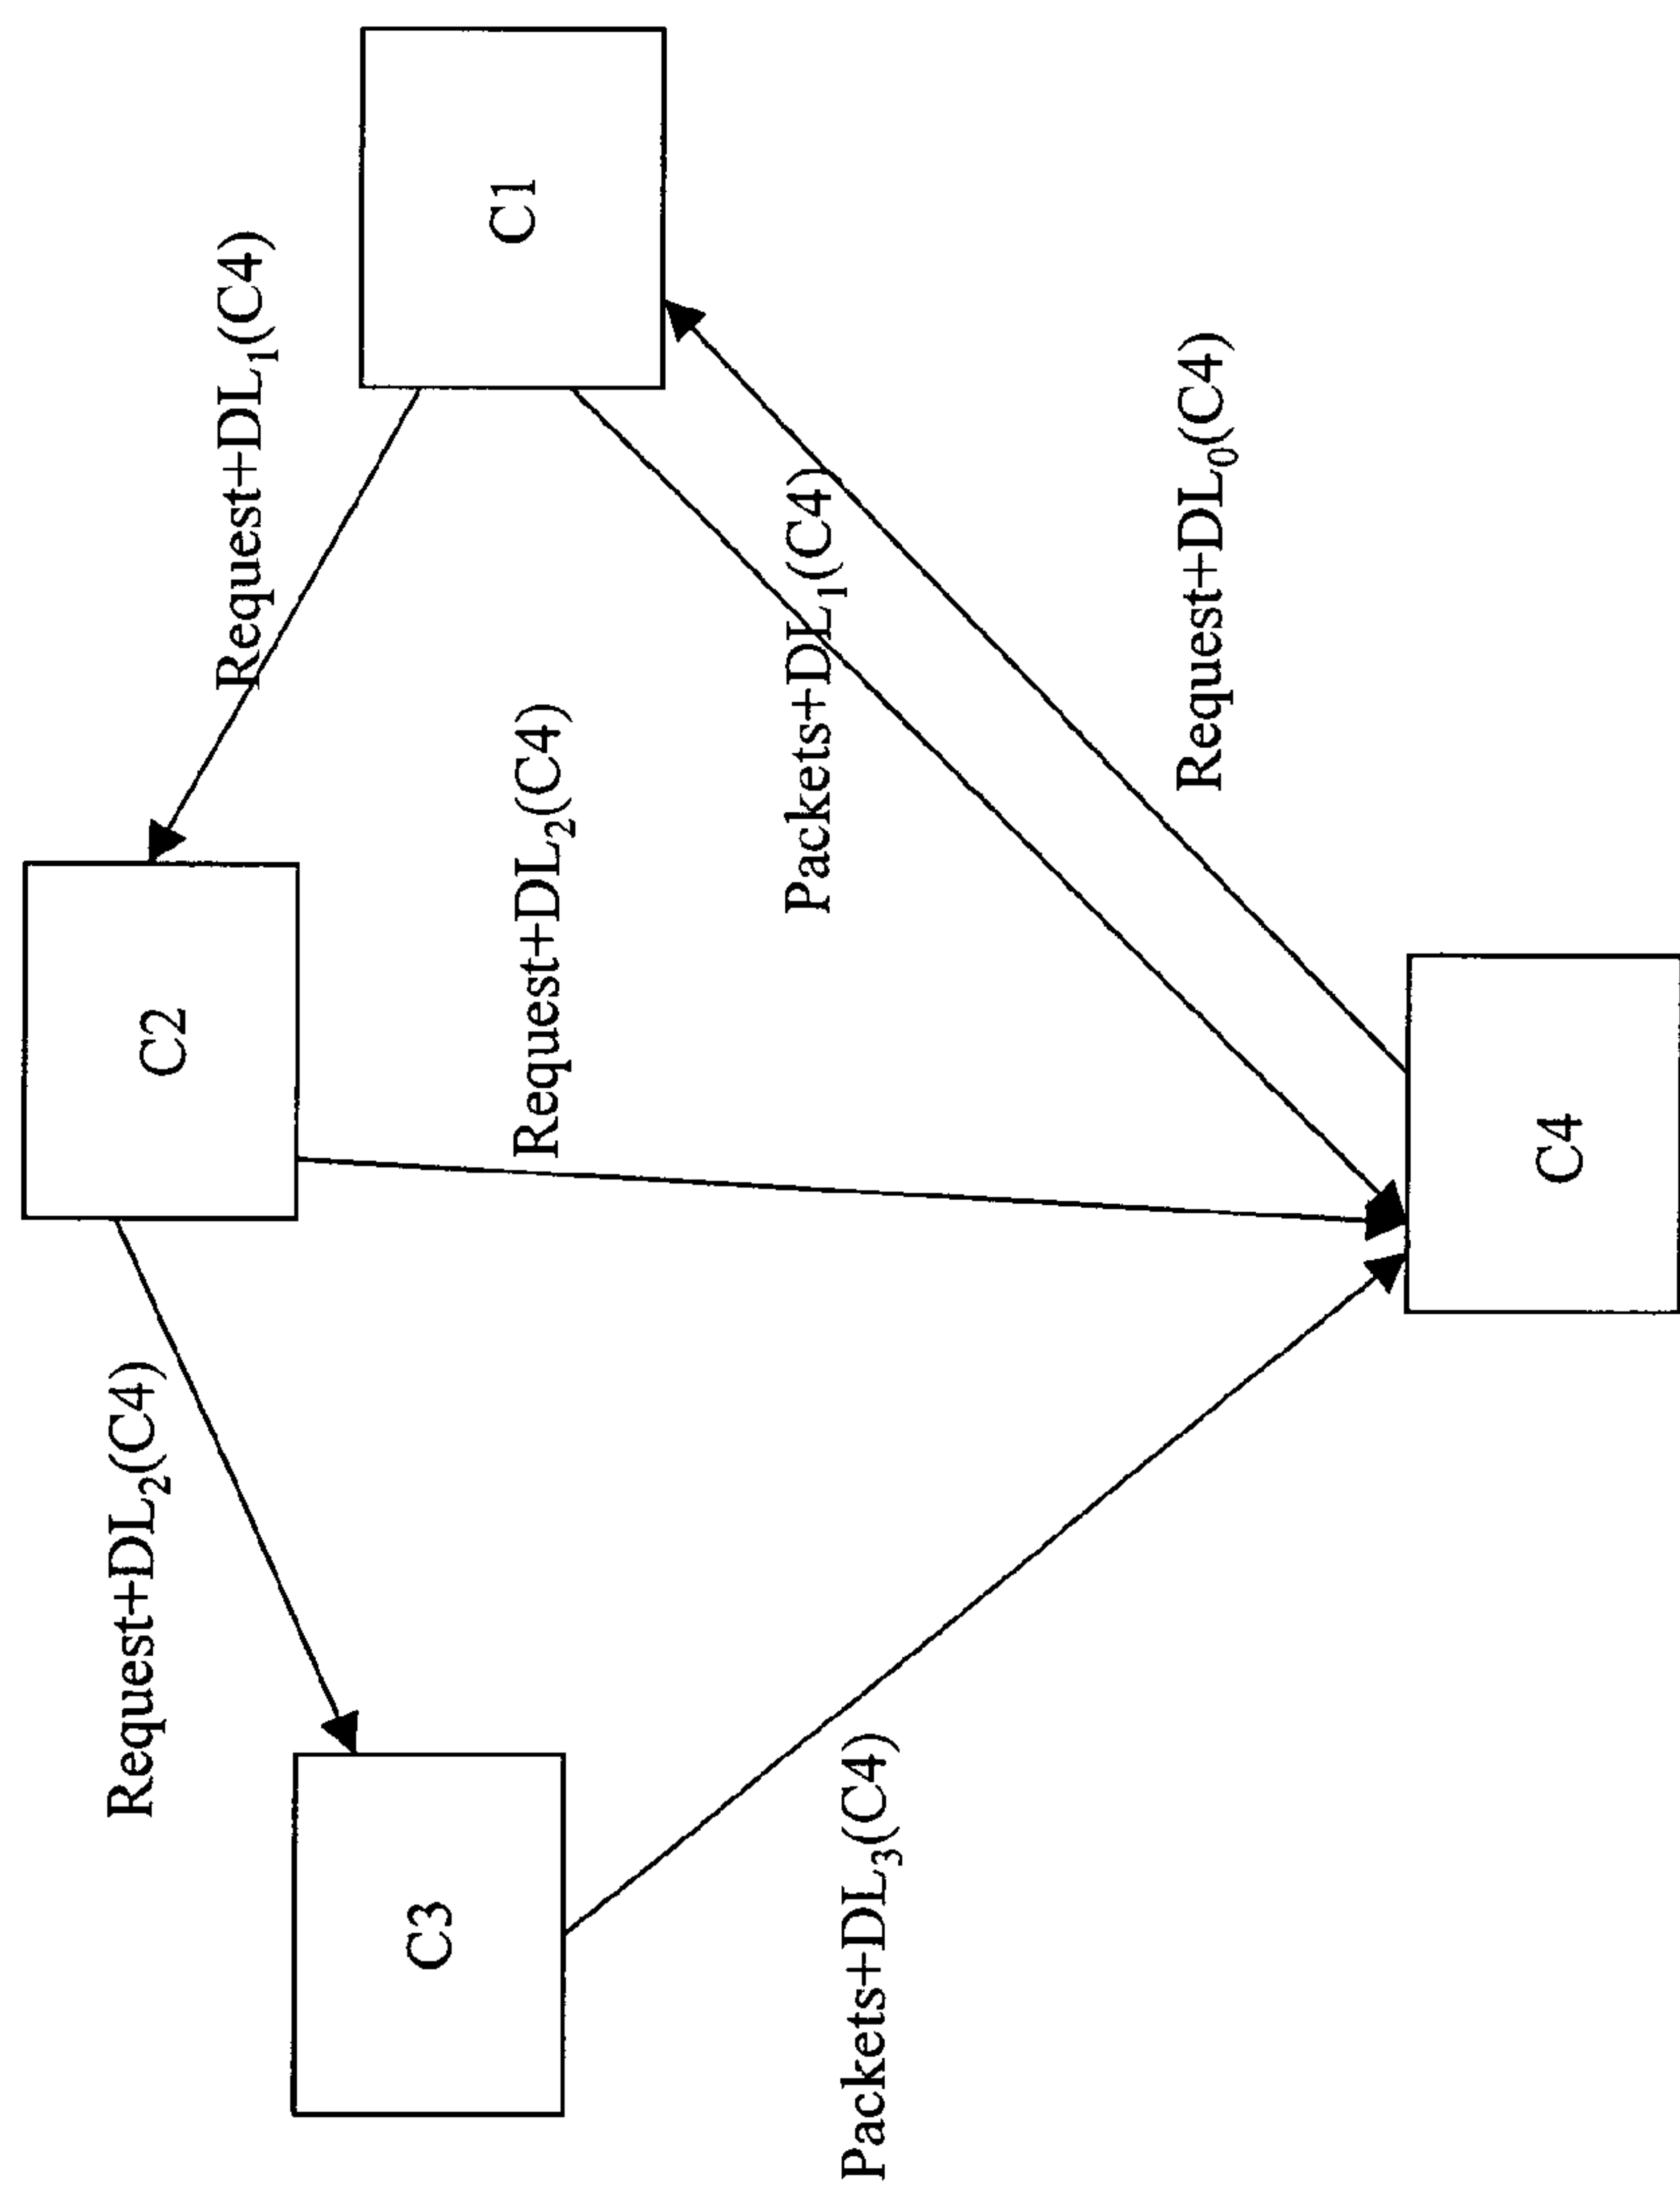 Request+DL₂(C4)
C2
Request+DL₁(C4)
C3
C1
Request+DL₂(C4)
Packets+DL₁(C4)
Packets+DL₃(C4)
Request+DL₀(C4)
C4